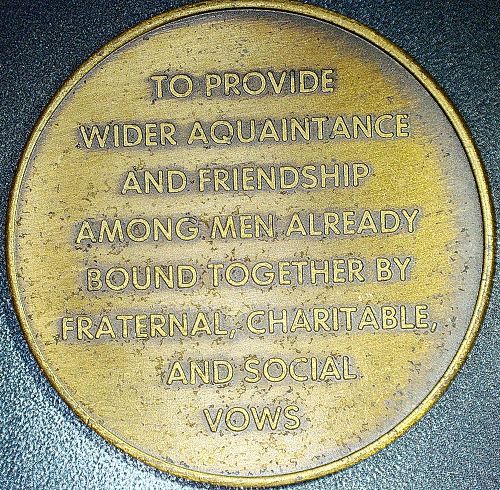 TO PROVIDE
WIDER AQUAINTANCE
AND FRIENDSHIP
AMONG MEN ALREADY
BOUND TOGETHER BY
FRATERNAL, CHARITABLE,
AND SOCIAL
VOWS